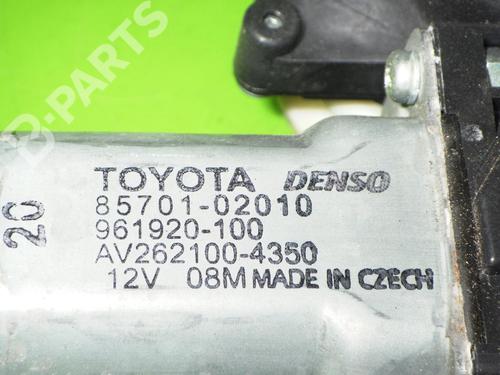 B-PARTS
TOYOTA DENSO
85701-02010
961920-100
AV262100-4350
12V 08M MADE IN CZECH
20